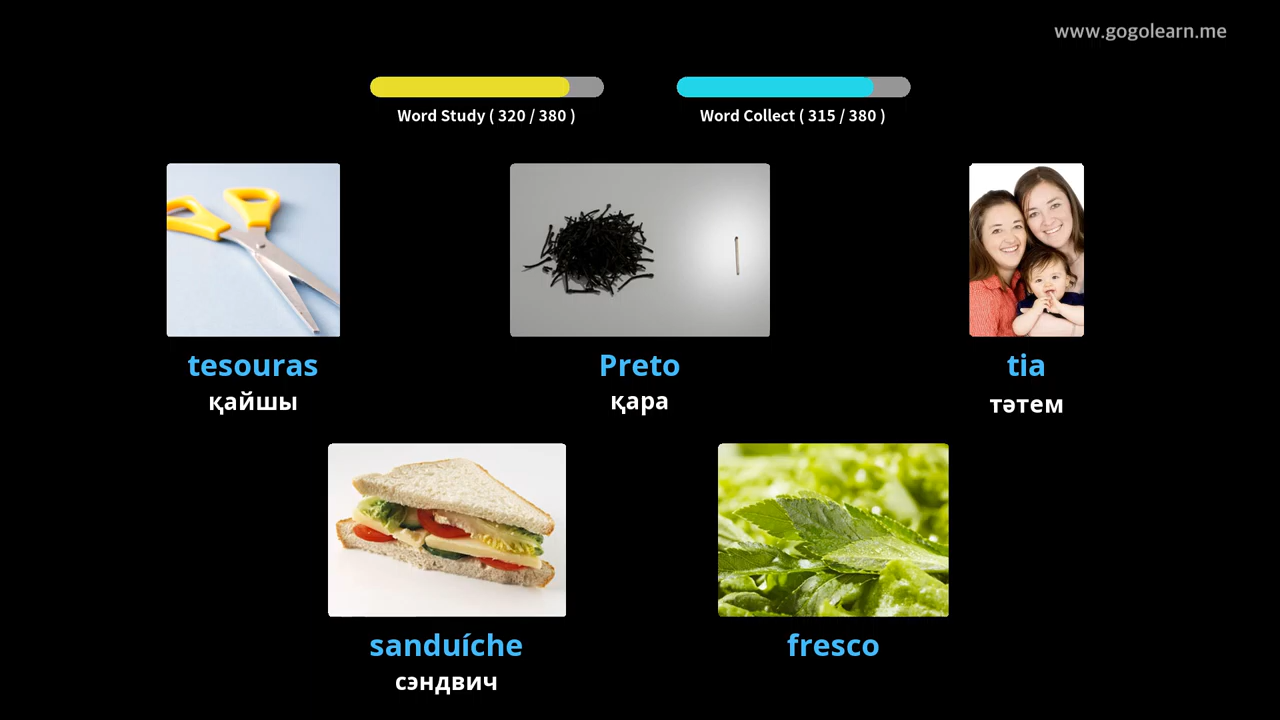 www.gogolearn.me
Word Study ( 320 / 380 )
Word Collect ( 315 / 380 )
tesouras
қайшы
Preto
қара
tia
тәтем
sanduíche
сэндвич
fresco